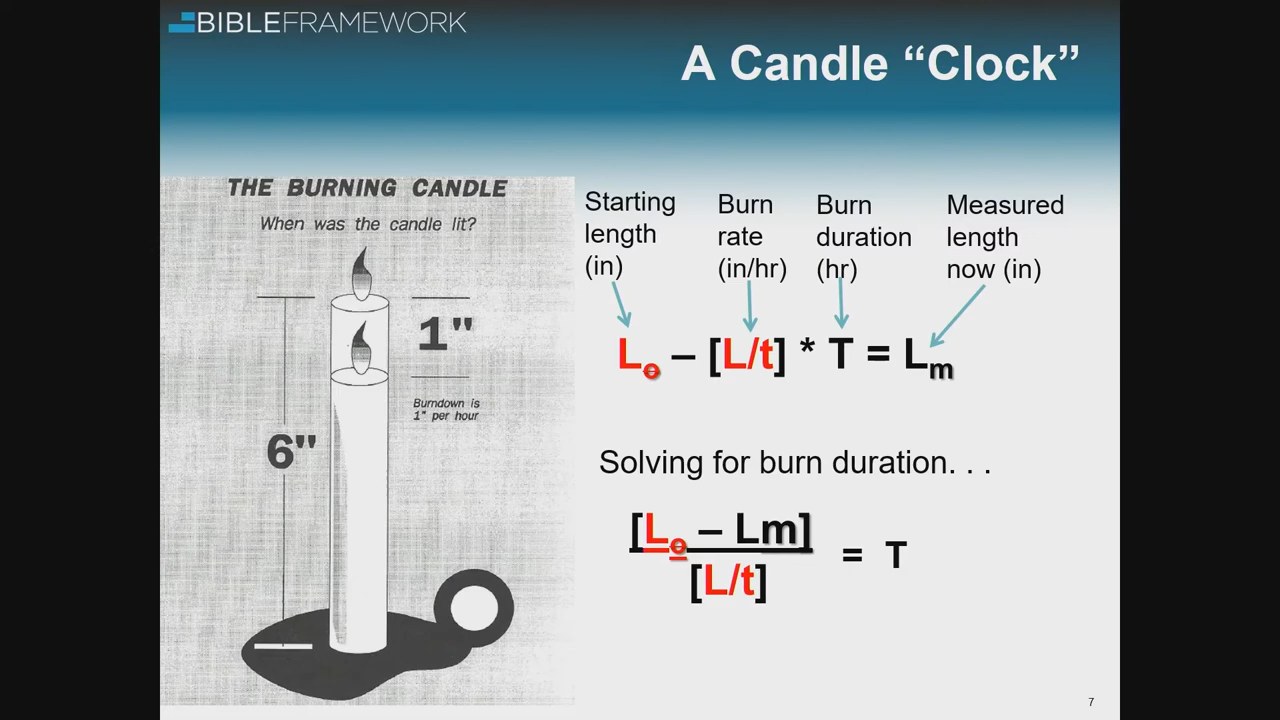 BIBLEFRAMEWORK
A Candle “Clock”
THE BURNING CANDLE
When was the candle lit?
1"
Burndown is
1" per hour
6"
Starting
length
(in)
Burn
rate
(in/hr)
Burn
duration
(hr)
Measured
length
now (in)
Lo – [L/t] * T = Lm
Solving for burn duration. . .
[Lo – Lm]
[L/t]
= T
7